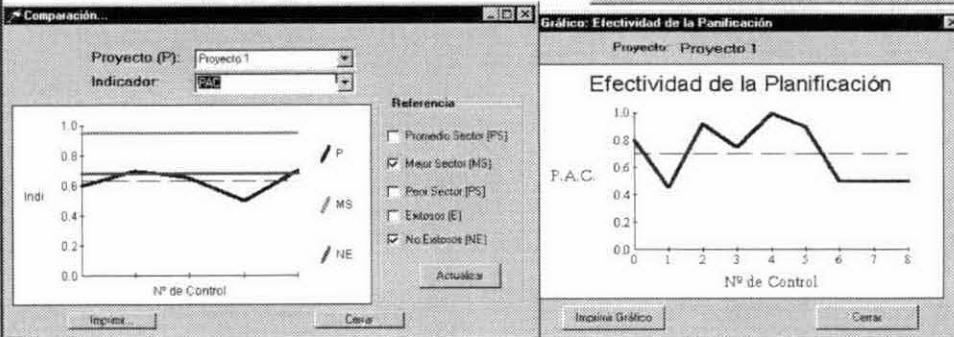 Comparación...
Proyecto (P): Proyecto 1
Indicador: PAC
1.0
0.8
0.6
0.4
0.2
0.0
Indi
Nº de Control
P
MS
NE
Referencia
Promedio Sector [PS]
Mejor Sector [MS]
Peor Sector [PS]
Exitosos [E]
No Exitosos [NE]
Actualizar
Imprimir...
Cerrar
Gráfico: Efectividad de la Panificación
Proyecto: Proyecto 1
Efectividad de la Planificación
1.0
0.8
0.6
0.4
0.2
0.0
P.A.C.
0 1 2 3 4 5 6 7 8
Nº de Control
Imprimir Gráfico
Cerrar